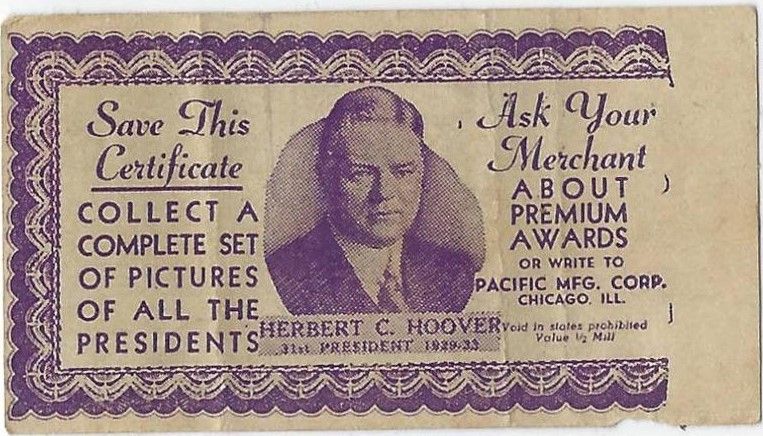 Save This
Certificate
COLLECT A
COMPLETE SET
OF PICTURES
OF ALL THE
PRESIDENTS
HERBERT C. HOOVER
31st PRESIDENT 1929-33
Ask Your
Merchant
ABOUT
PREMIUM
AWARDS
OR WRITE TO
PACIFIC MFG. CORP.
CHICAGO, ILL.
Void in states prohibited
Value ½ Mill